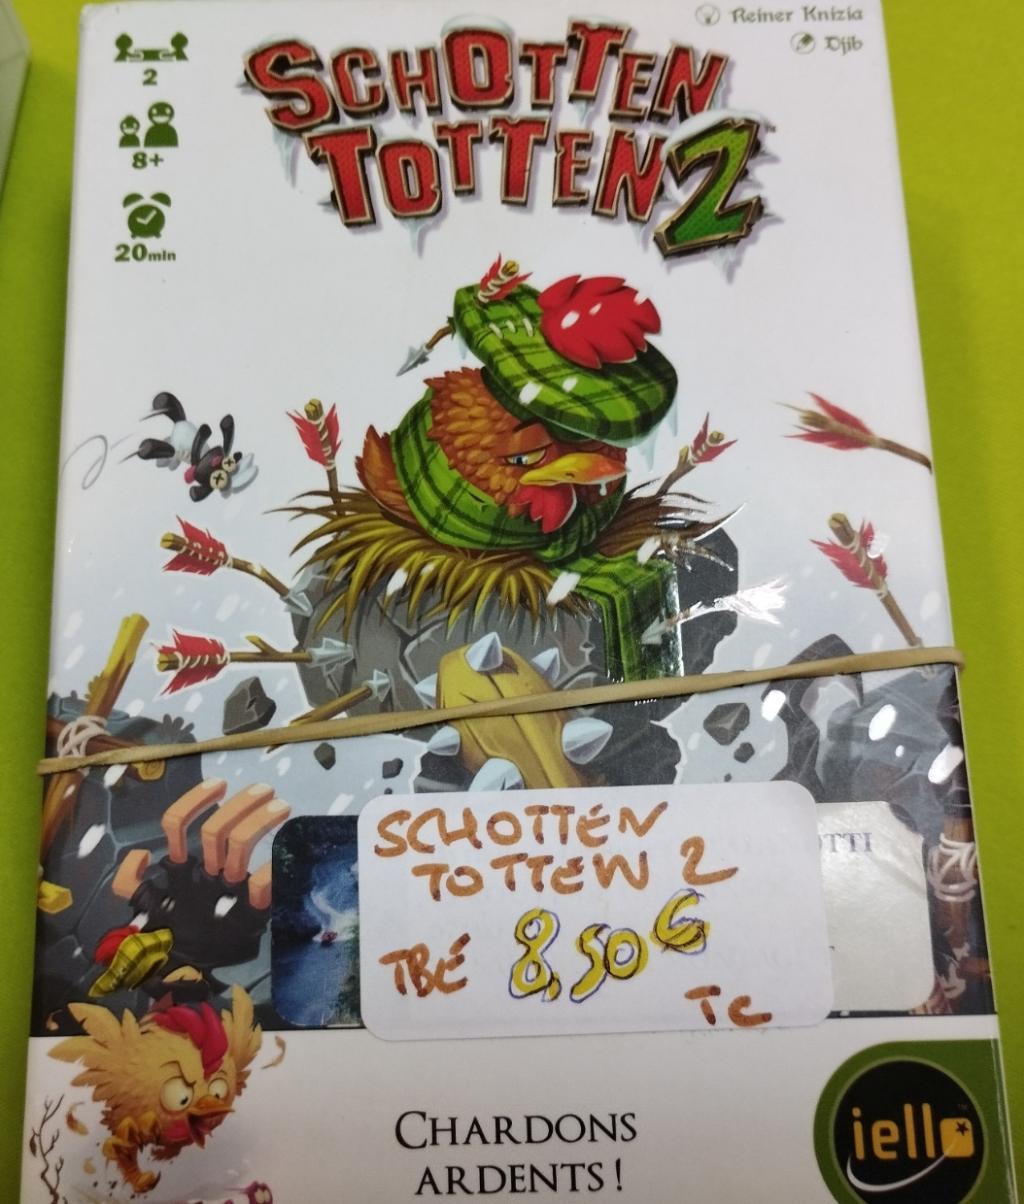 Reiner Knizia
Djib
2
8+
20min
SCHOTTEN
TOTTEN 2
SCHOTTEN
TOTTEN 2
TBÉ 8,50€
TC
CHARDONS
ARDENTS !
iello